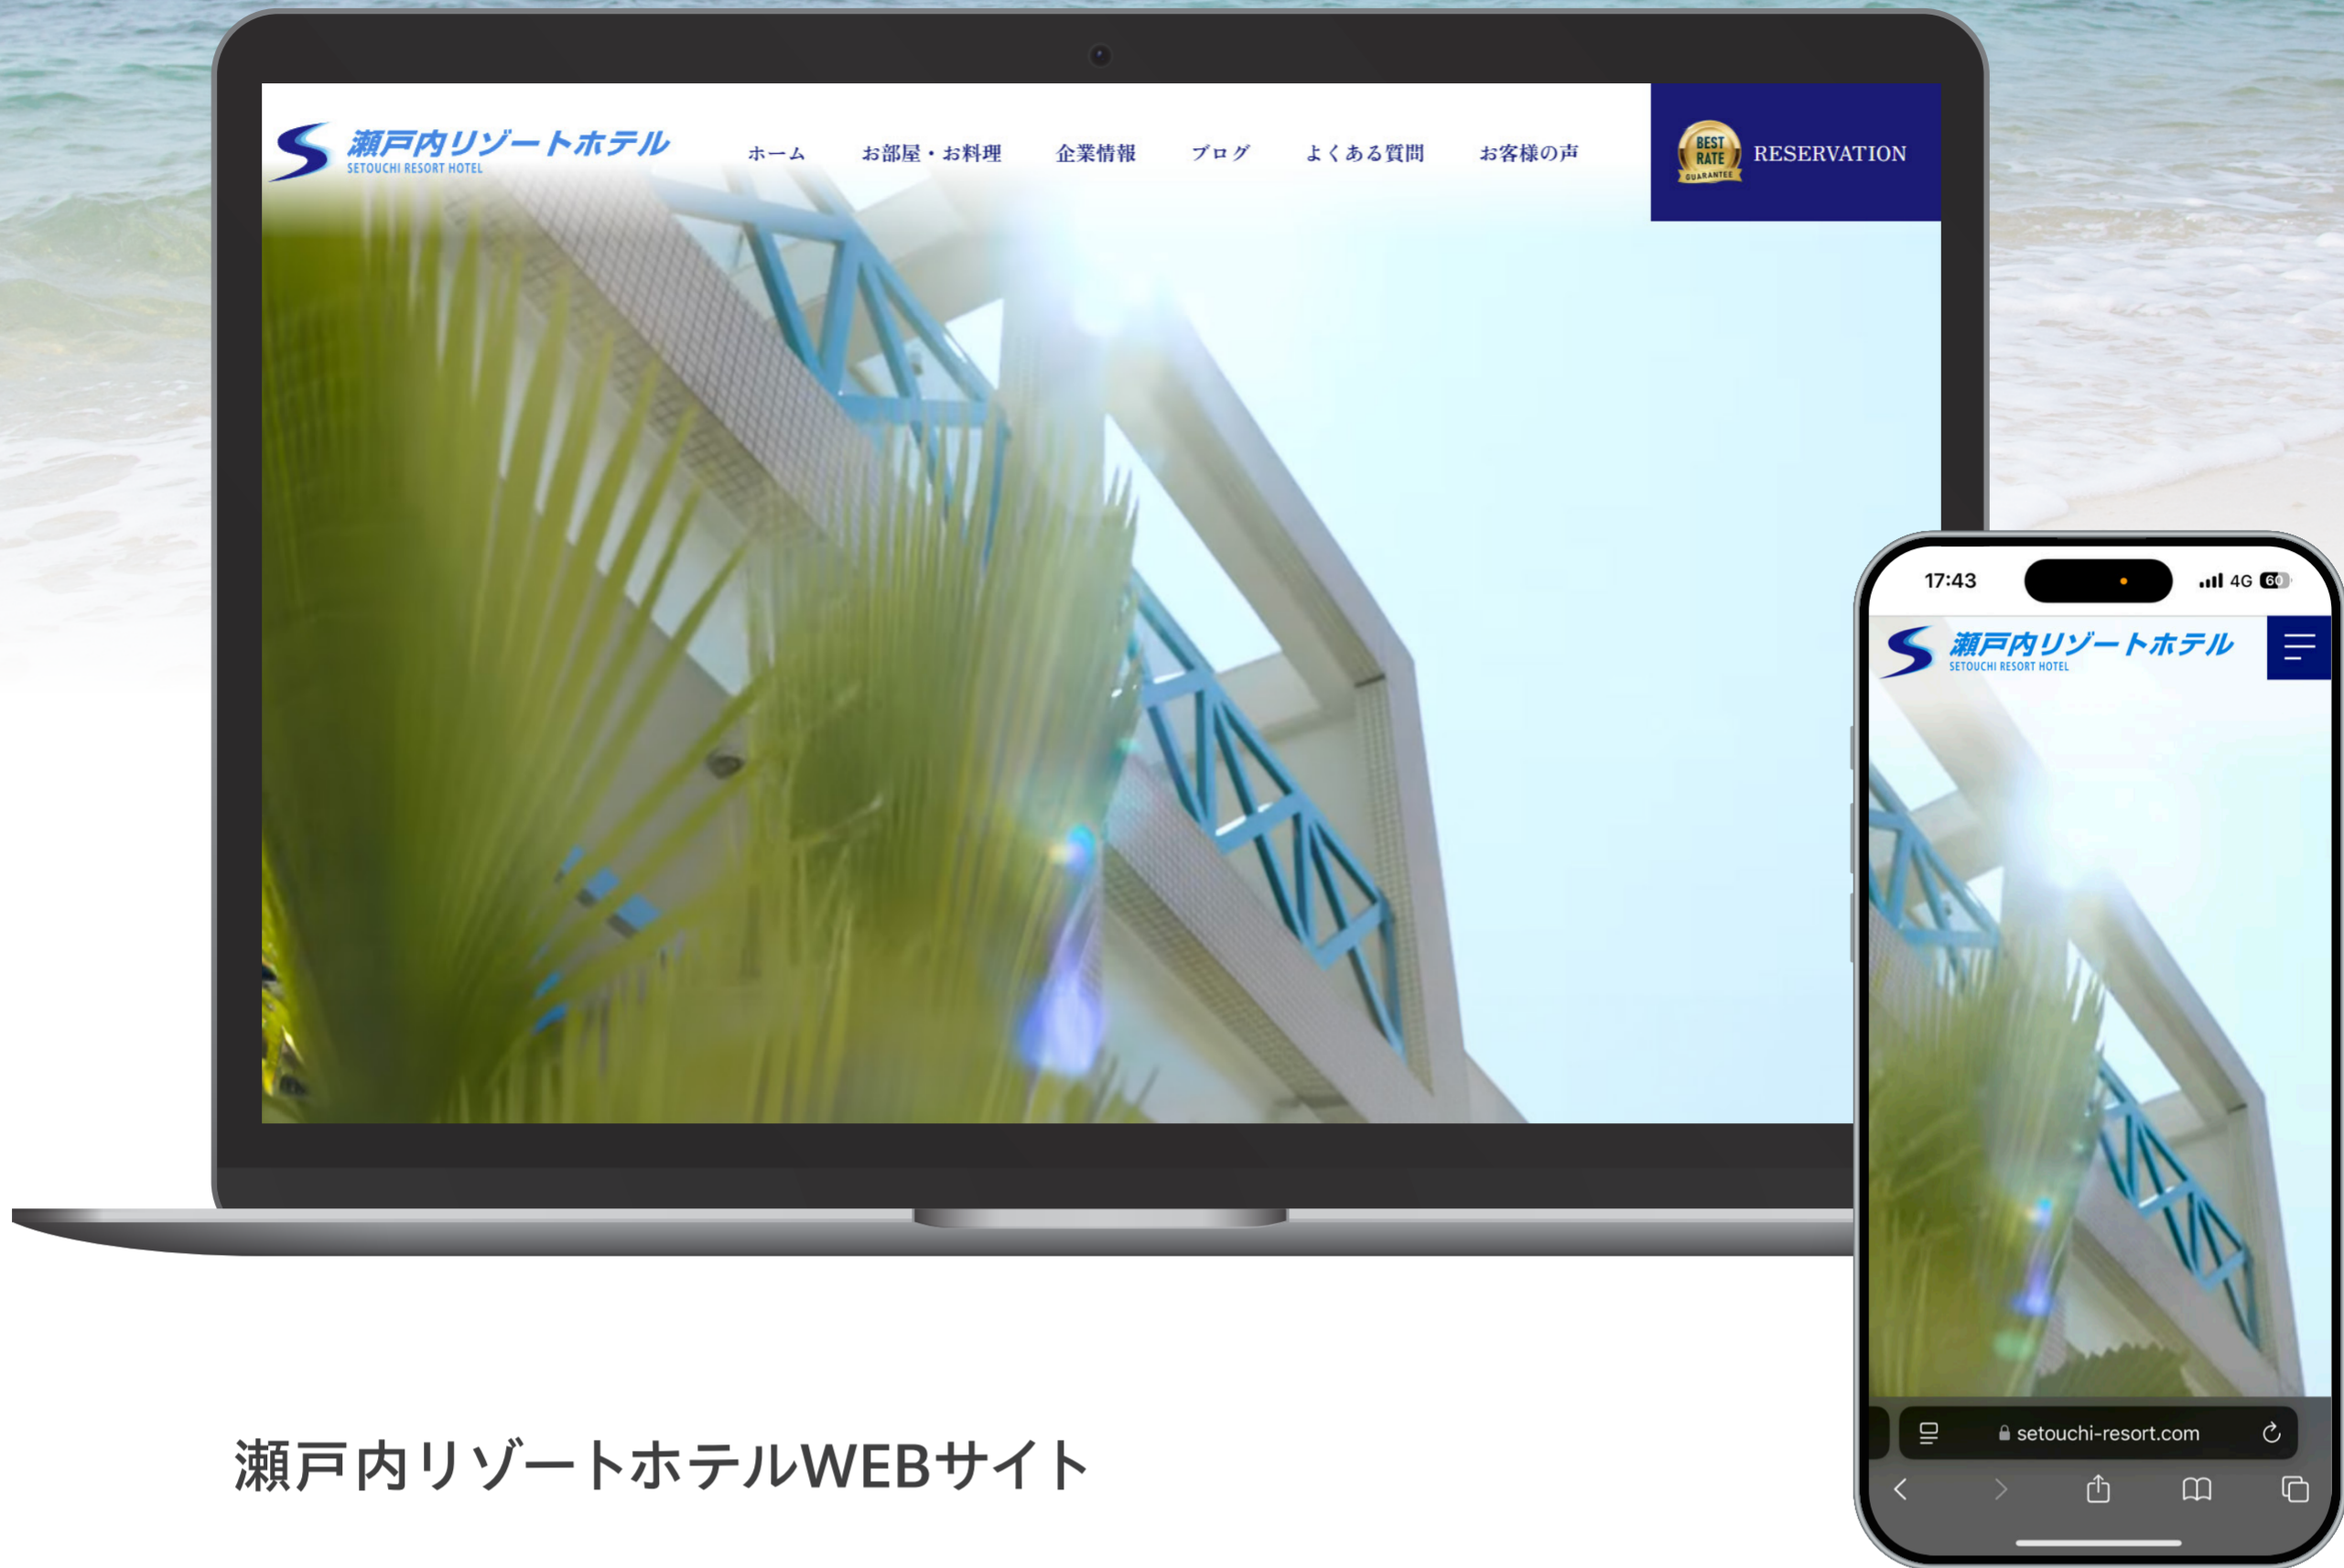 瀬戸内リゾートホテル
SETOUCHI RESORT HOTEL
ホーム お部屋・お料理 企業情報 ブログ よくある質問 お客様の声
BEST
RATE
GUARANTEE
RESERVATION
17:43 4G 60
瀬戸内リゾートホテル
SETOUCHI RESORT HOTEL
setouchi-resort.com
瀬戸内リゾートホテルWEBサイト